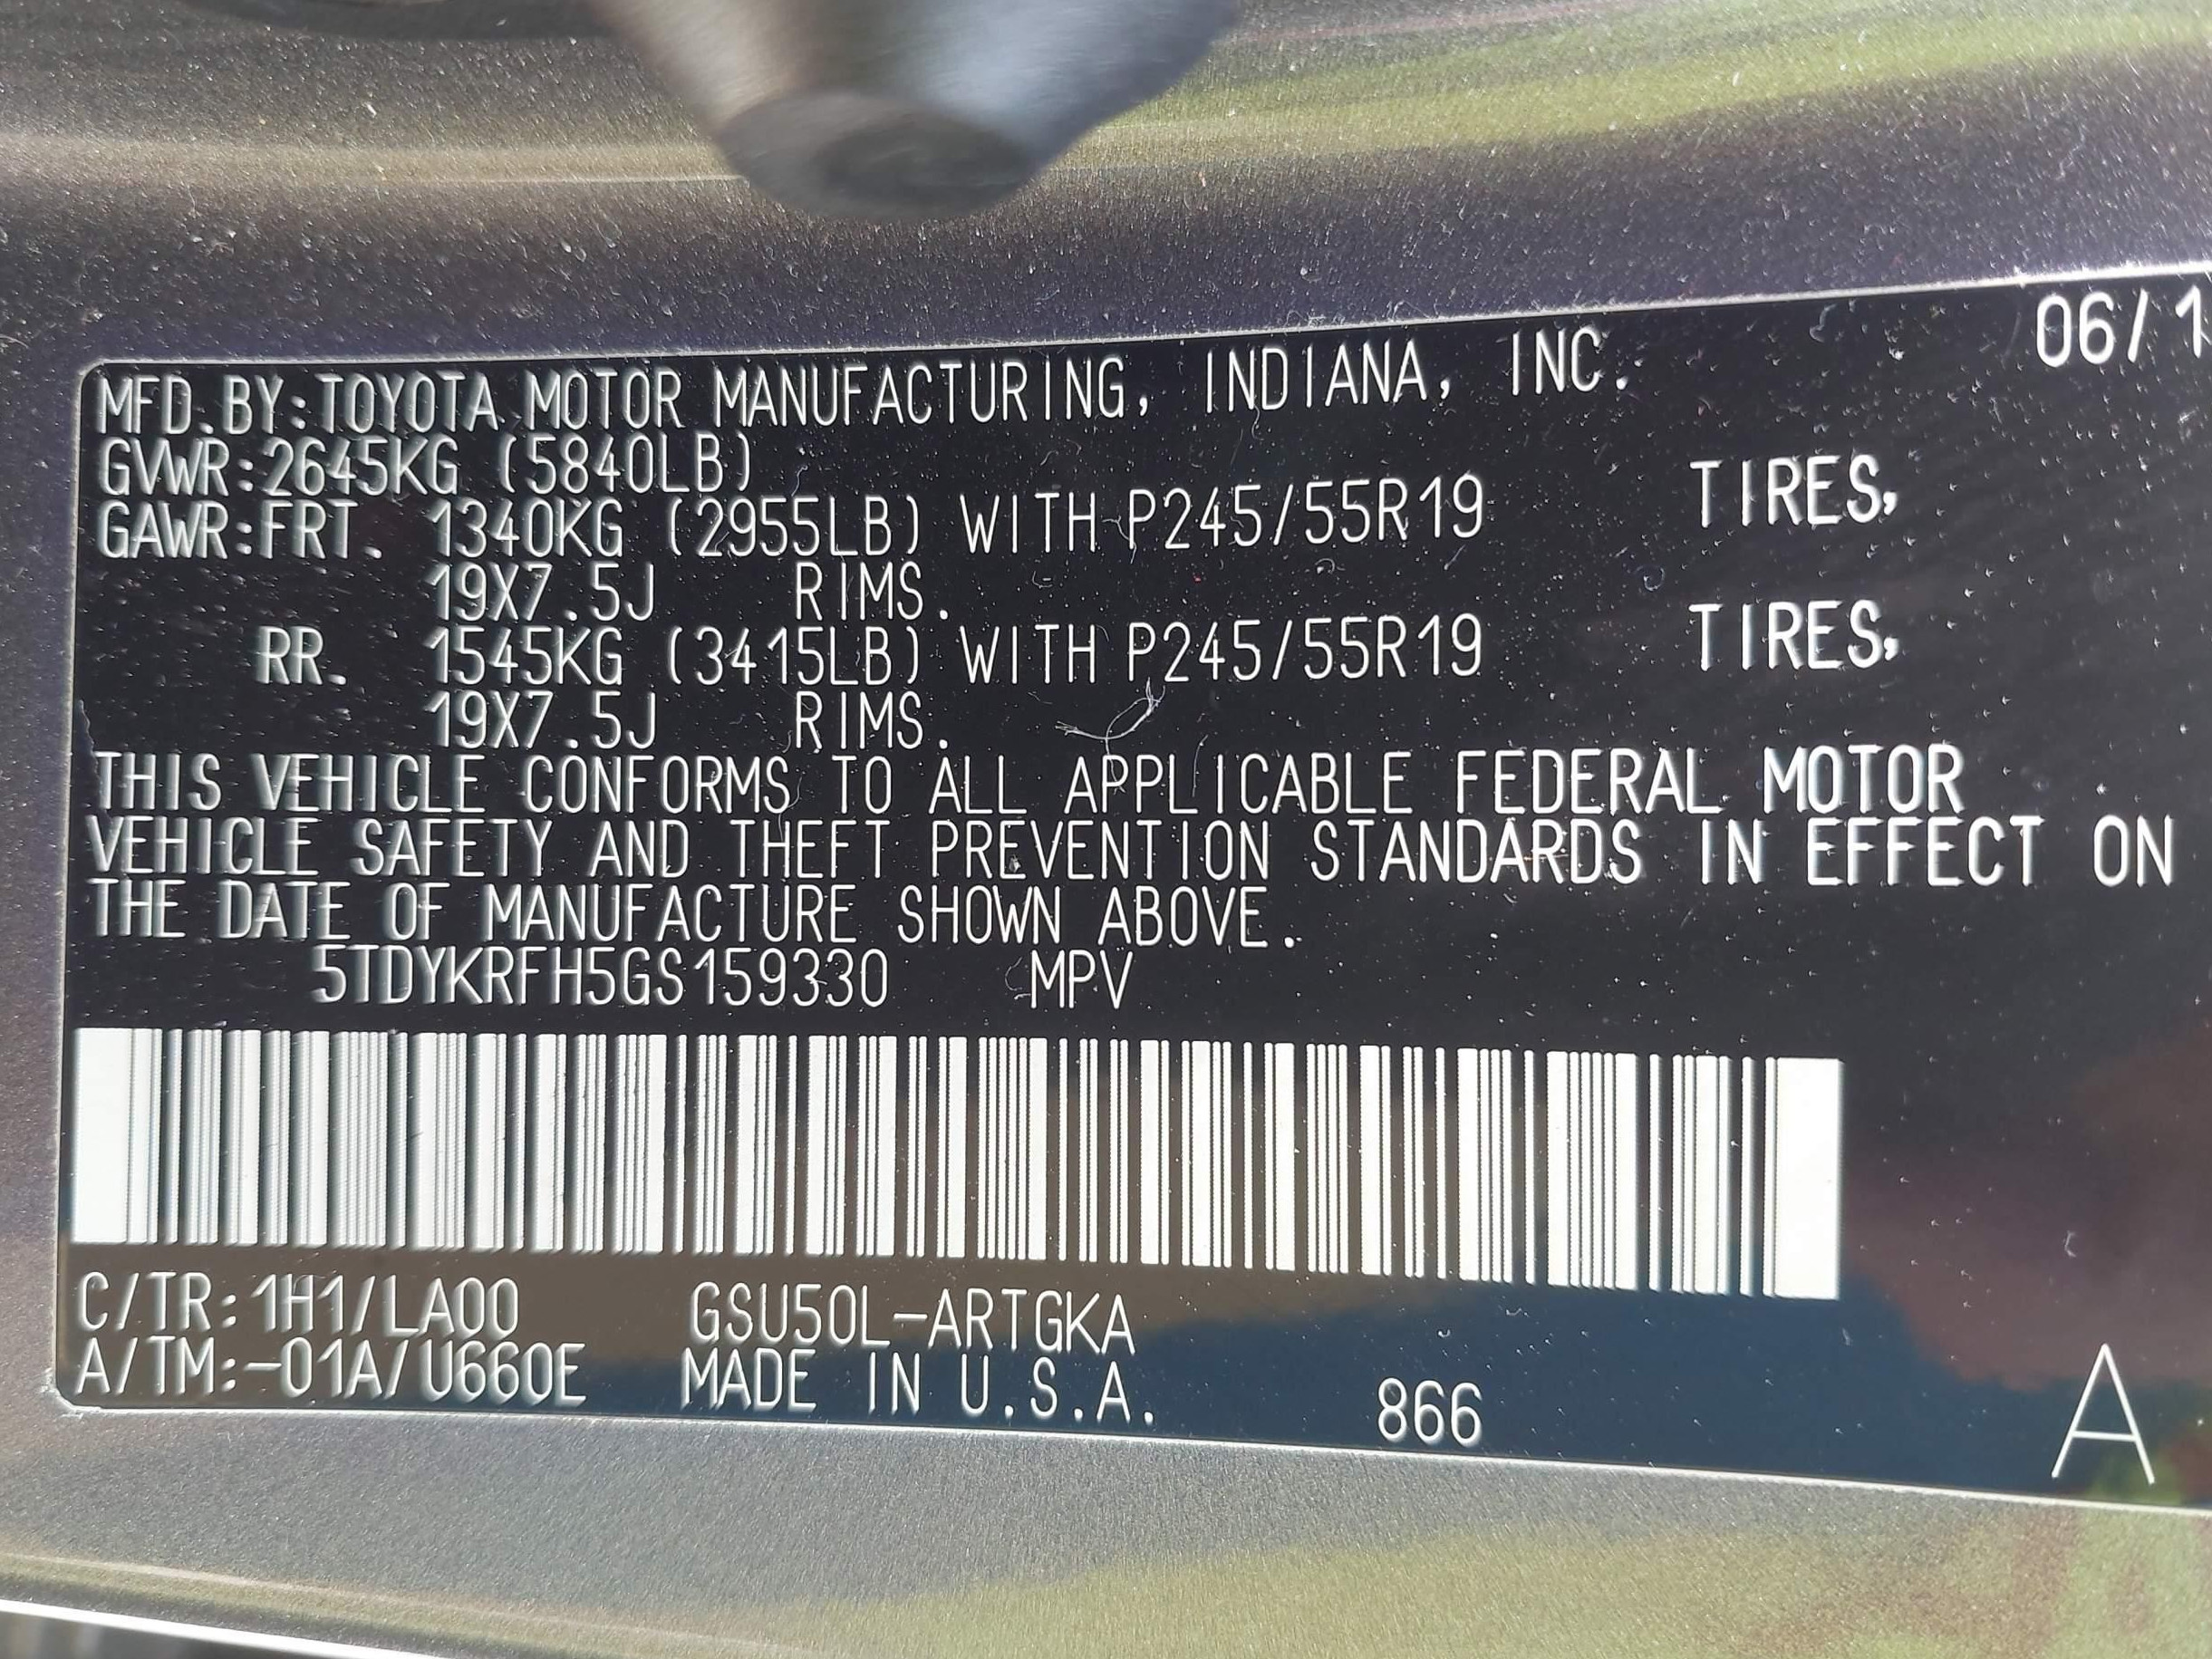 06/1
MFD.BY:TOYOTA MOTOR MANUFACTURING, INDIANA, INC.
GVWR:2645KG (5840LB)
GAWR:FRT. 1340KG (2955LB) WITH P245/55R19 TIRES,
19X7.5J RIMS.
RR. 1545KG (3415LB) WITH P245/55R19 TIRES,
19X7.5J RIMS.
THIS VEHICLE CONFORMS TO ALL APPLICABLE FEDERAL MOTOR
VEHICLE SAFETY AND THEFT PREVENTION STANDARDS IN EFFECT ON
THE DATE OF MANUFACTURE SHOWN ABOVE.
5TDYKRFH5GS159330 MPV
C/TR:1H1/LA00 GSU50L-ARTGKA
A/TM:-01A/U660E MADE IN U.S.A. 866
A